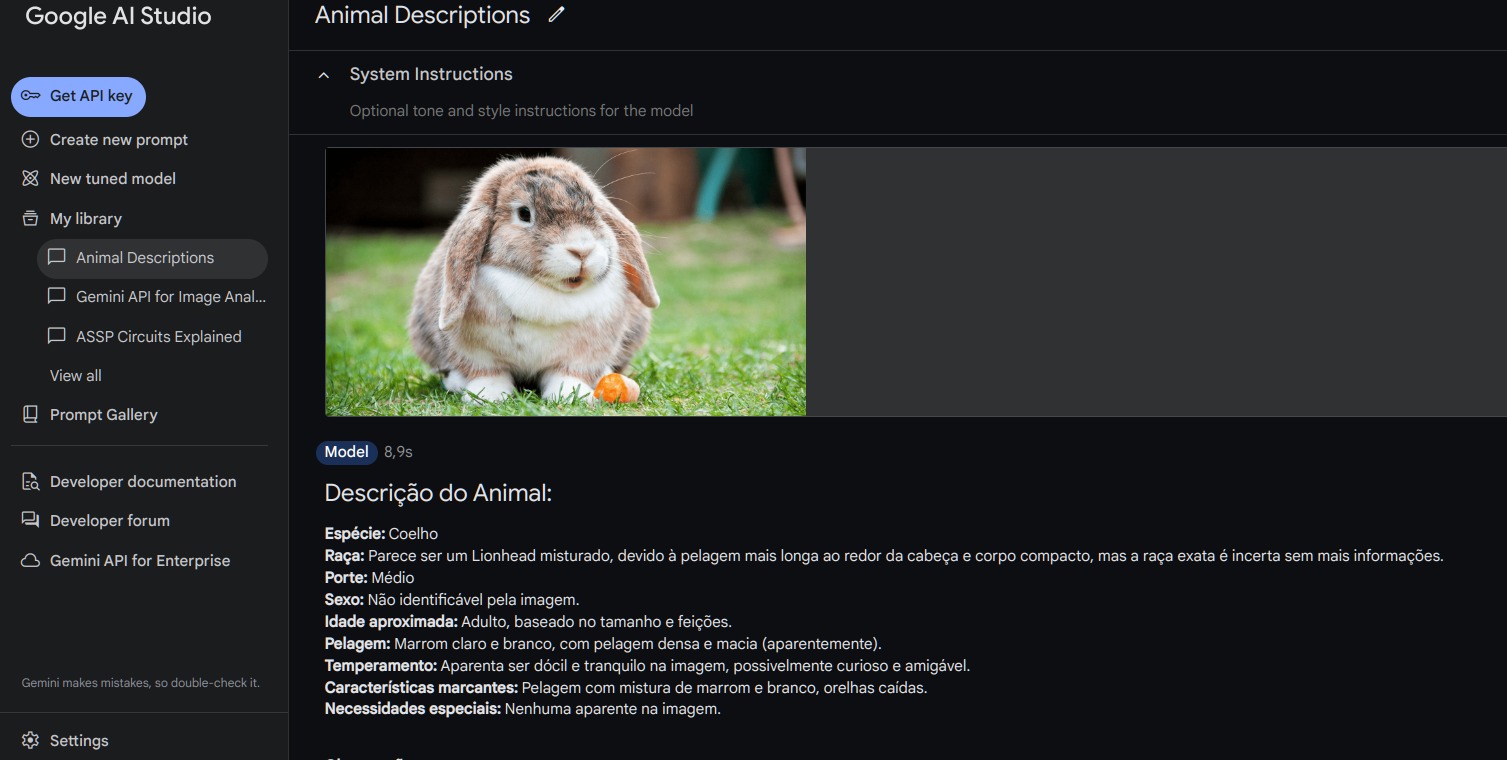 Google AI Studio
Get API key
Create new prompt
New tuned model
My library
Animal Descriptions
Gemini API for Image Anal...
ASSP Circuits Explained
View all
Prompt Gallery
Developer documentation
Developer forum
Gemini API for Enterprise
Gemini makes mistakes, so double-check it.
Settings
Animal Descriptions
System Instructions
Optional tone and style instructions for the model
Model 8,9s
Descrição do Animal:
Espécie: Coelho
Raça: Parece ser um Lionhead misturado, devido à pelagem mais longa ao redor da cabeça e corpo compacto, mas a raça exata é incerta sem mais informações.
Porte: Médio
Sexo: Não identificável pela imagem.
Idade aproximada: Adulto, baseado no tamanho e feições.
Pelagem: Marrom claro e branco, com pelagem densa e macia (aparentemente).
Temperamento: Aparenta ser dócil e tranquilo na imagem, possivelmente curioso e amigável.
Características marcantes: Pelagem com mistura de marrom e branco, orelhas caídas.
Necessidades especiais: Nenhuma aparente na imagem.